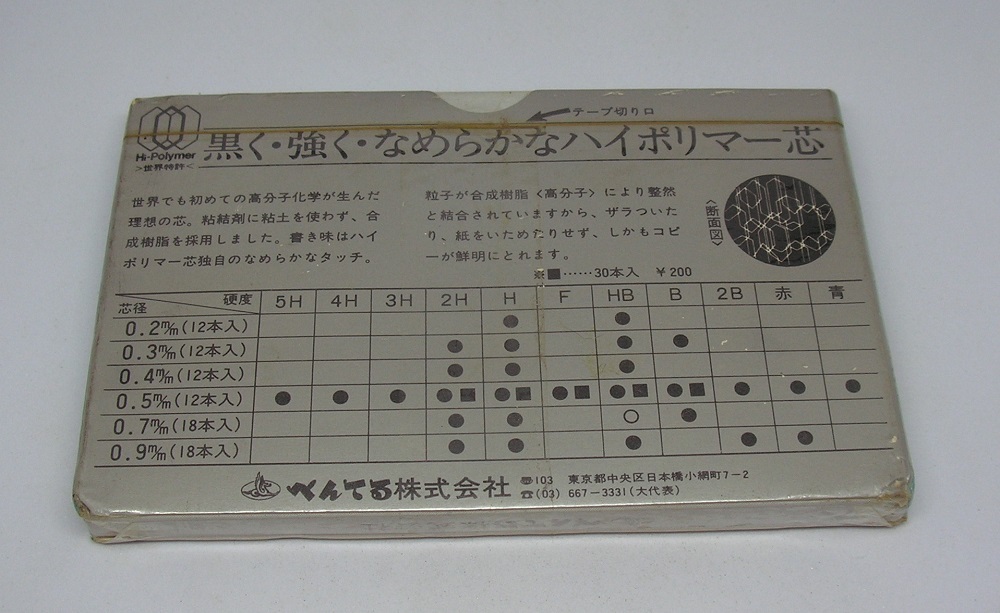 テープ切り口
Hi-Polymer
>世界特許<
黒く・強く・なめらかなハイポリマー芯
世界でも初めての高分子化学が生んだ
理想の芯。粘結剤に粘土を使わず、合
成樹脂を採用しました。書き味はハイ
ポリマー芯独自のなめらかなタッチ。
粒子が合成樹脂〈高分子〉により整然
と結合されていますから、ザラついた
り、紙をいためたりせず、しかもコピ
ーが鮮明にとれます。
〈断面図〉
※■……30本入 ￥200
芯径 硬度 5H 4H 3H 2H H F HB B 2B 赤 青
0.2m/m(12本入) ● ●
0.3m/m(12本入) ● ● ● ●
0.4m/m(12本入) ● ● ●
0.5m/m(12本入) ● ● ● ●■ ●■ ●■ ●■ ●■ ● ● ●
0.7m/m(18本入) ● ● ○ ●
0.9m/m(18本入) ● ● ● ● ●
ぺんてる株式会社
〠103 東京都中央区日本橋小網町7-2
☎(03) 667-3331(大代表)